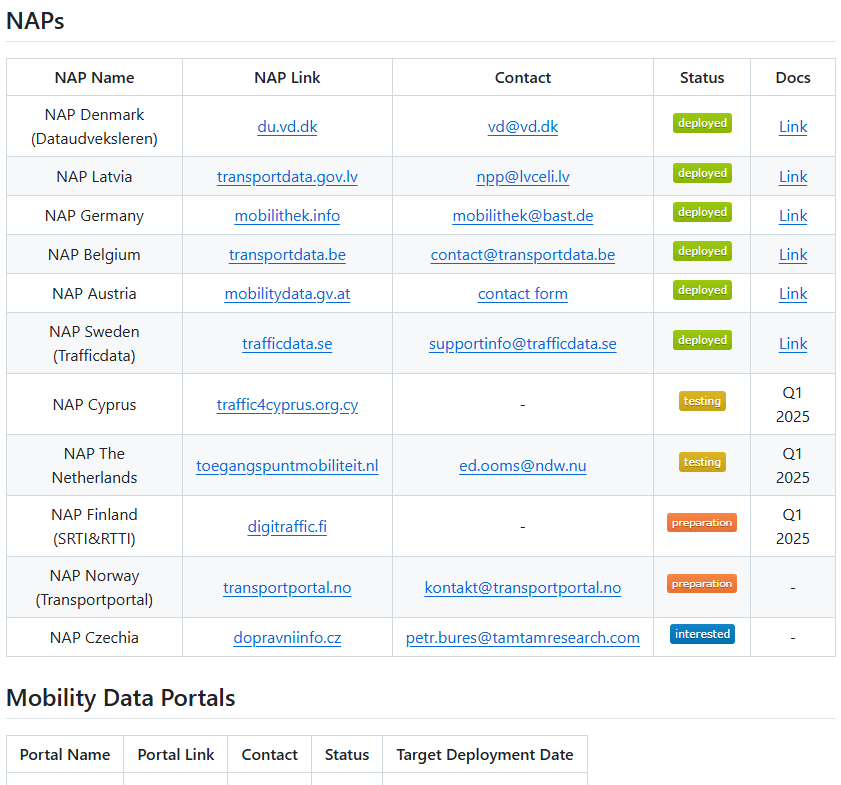 NAPs
NAP Name NAP Link Contact Status Docs
NAP Denmark
(Dataudveksleren) du.vd.dk vd@vd.dk deployed Link
NAP Latvia transportdata.gov.lv npp@lvceli.lv deployed Link
NAP Germany mobilithek.info mobilithek@bast.de deployed Link
NAP Belgium transportdata.be contact@transportdata.be deployed Link
NAP Austria mobilitydata.gv.at contact form deployed Link
NAP Sweden
(Trafficdata) trafficdata.se supportinfo@trafficdata.se deployed Link
NAP Cyprus traffic4cyprus.org.cy - testing Q1
2025
NAP The
Netherlands toegangspuntmobiliteit.nl ed.ooms@ndw.nu testing Q1
2025
NAP Finland
(SRTI&RTTI) digitraffic.fi - preparation Q1
2025
NAP Norway
(Transportportal) transportportal.no kontakt@transportportal.no preparation -
NAP Czechia dopravniinfo.cz petr.bures@tamtamresearch.com interested -
Mobility Data Portals
Portal Name Portal Link Contact Status Target Deployment Date